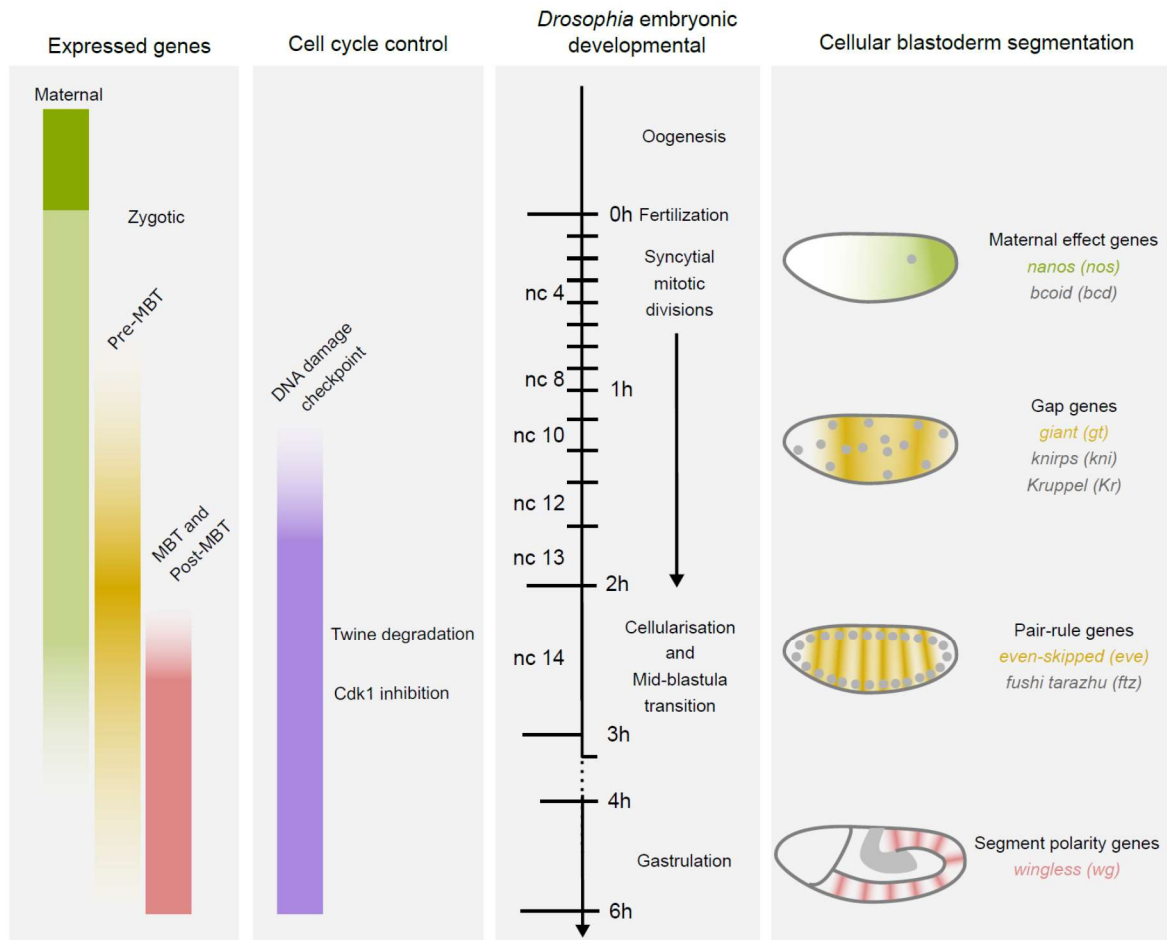 Expressed genes
Maternal
Zygotic
Pre-MBT
MBT and
Post-MBT
Cell cycle control
DNA damage
checkpoint
Twine degradation
Cdk1 inhibition
Drosophia embryonic
developmental
Oogenesis
0h
Fertilization
Syncytial
mitotic
divisions
nc 4
nc 8
1h
nc 10
nc 12
nc 13
2h
Cellularisation
and
Mid-blastula
transition
nc 14
3h
4h
Gastrulation
6h
Cellular blastoderm segmentation
Maternal effect genes
nanos (nos)
bcoid (bcd)
Gap genes
giant (gt)
knirps (kni)
Kruppel (Kr)
Pair-rule genes
even-skipped (eve)
fushi tarazhu (ftz)
Segment polarity genes
wingless (wg)